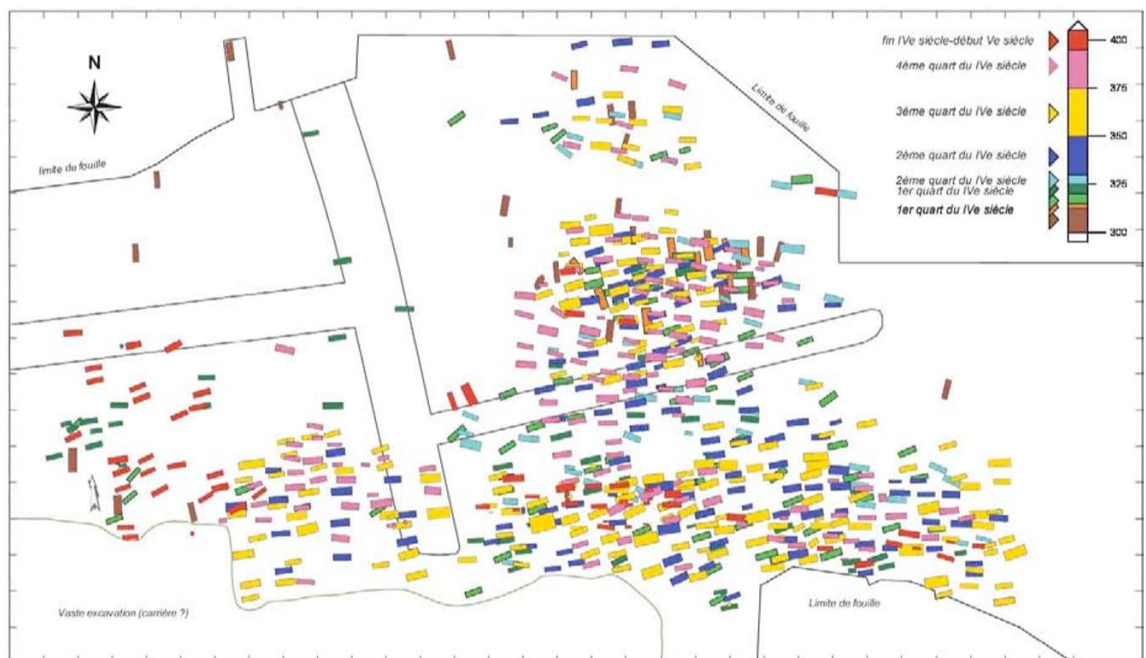 N
limite de fouille
Limite de fouille
fin IVe siècle-début Ve siècle
4ème quart du IVe siècle
3ème quart du IVe siècle
2ème quart du IVe siècle
2ème quart du IVe siècle
1er quart du IVe siècle
1er quart du IVe siècle
400
375
350
325
300
Vaste excavation (carrière ?)
Limite de fouille